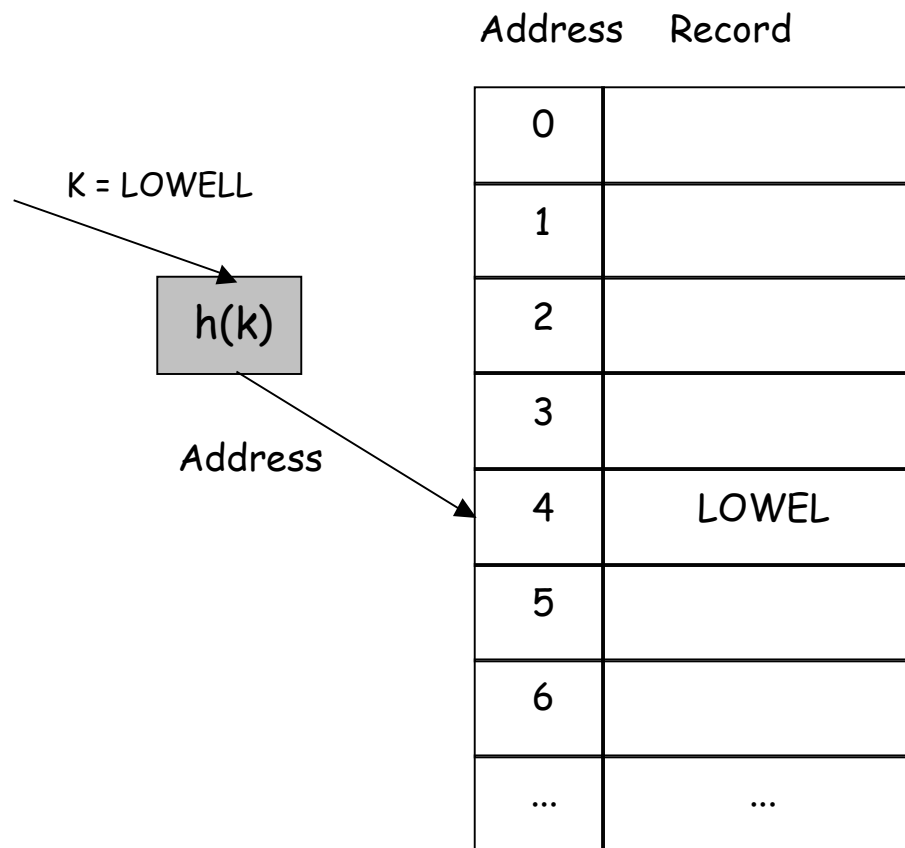 Address Record
0
K = LOWELL
1
h(k)
2
3
Address
4 LOWEL
5
6
... ...